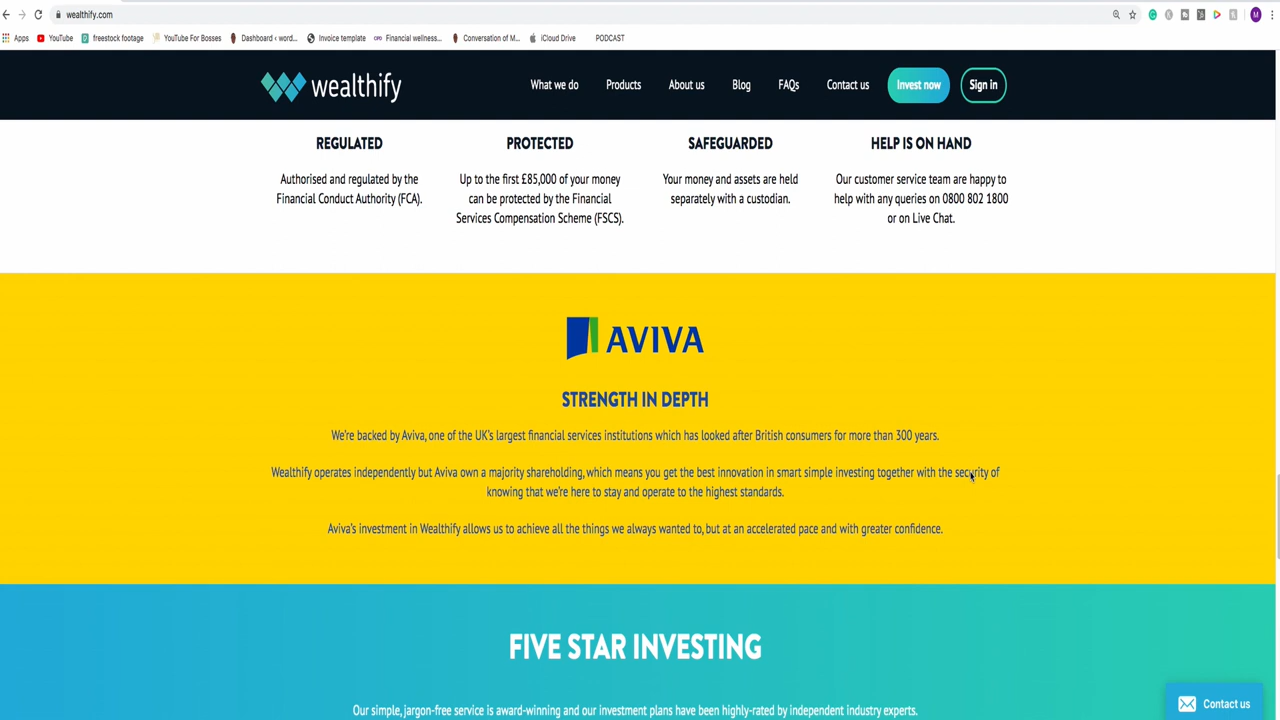 wealthify.com
Apps YouTube freestock footage YouTube For Bosses Dashboard ‹ word... Invoice template Financial wellness... Conversation of M... iCloud Drive PODCAST
wealthify What we do Products About us Blog FAQs Contact us Invest now Sign in
REGULATED
Authorised and regulated by the
Financial Conduct Authority (FCA).
PROTECTED
Up to the first £85,000 of your money
can be protected by the Financial
Services Compensation Scheme (FSCS).
SAFEGUARDED
Your money and assets are held
separately with a custodian.
HELP IS ON HAND
Our customer service team are happy to
help with any queries on 0800 802 1800
or on Live Chat.
AVIVA
STRENGTH IN DEPTH
We're backed by Aviva, one of the UK's largest financial services institutions which has looked after British consumers for more than 300 years.
Wealthify operates independently but Aviva own a majority shareholding, which means you get the best innovation in smart simple investing together with the security of
knowing that we're here to stay and operate to the highest standards.
Aviva's investment in Wealthify allows us to achieve all the things we always wanted to, but at an accelerated pace and with greater confidence.
FIVE STAR INVESTING
Our simple, jargon-free service is award-winning and our investment plans have been highly-rated by independent industry experts.
Contact us